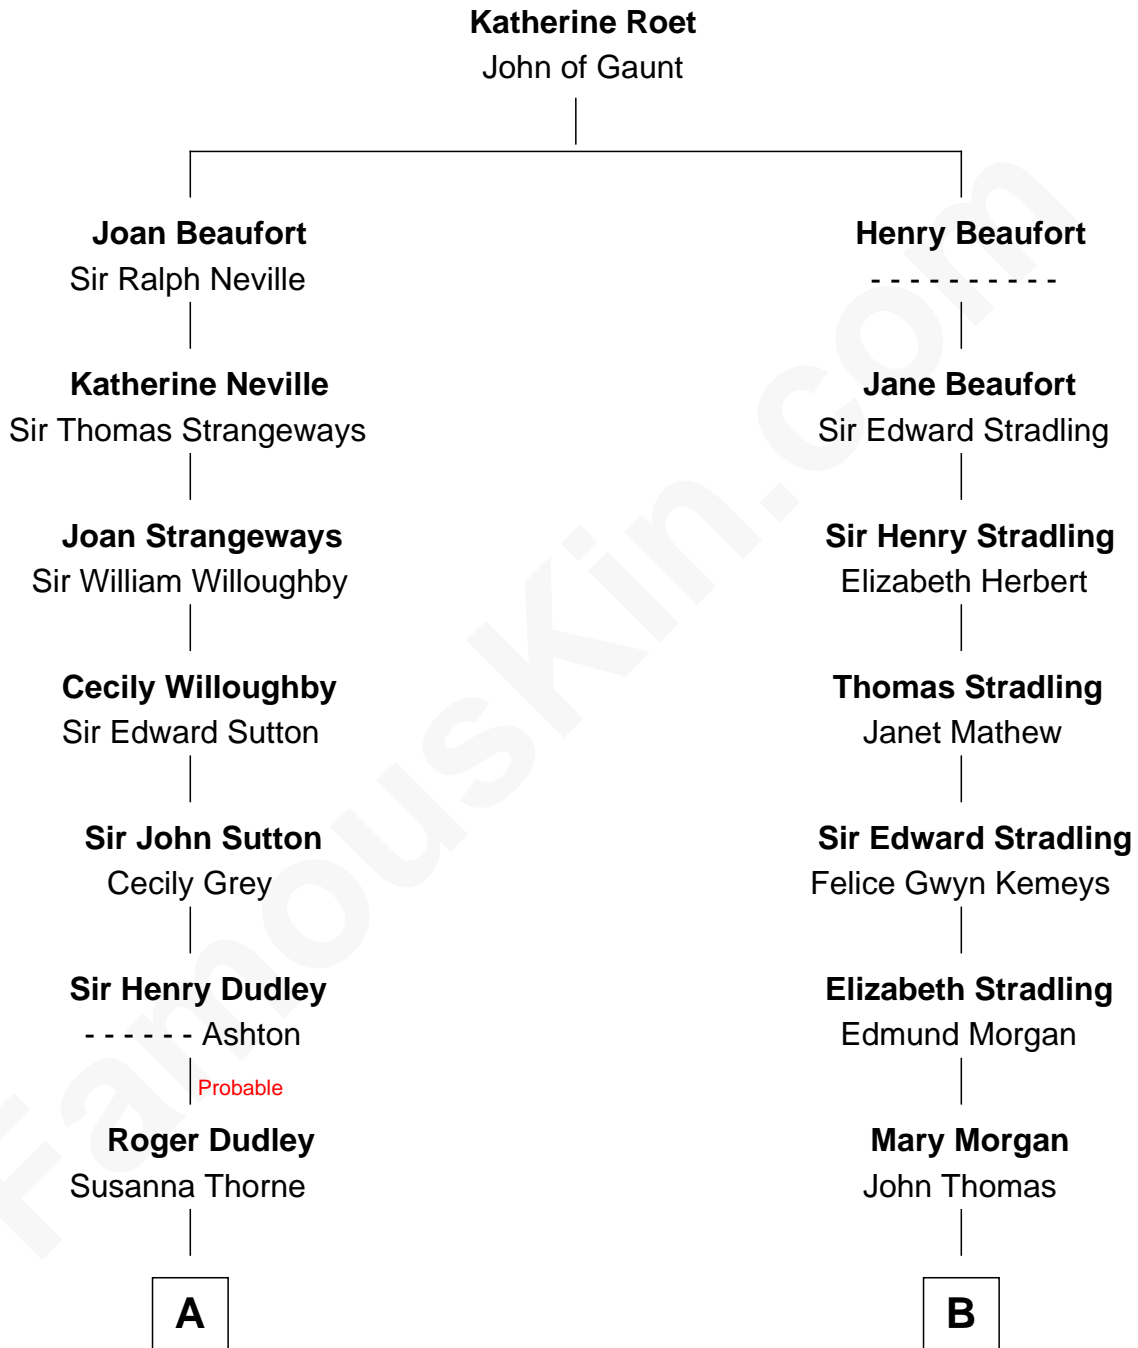 Katherine Roet
John of Gaunt
Joan Beaufort
Sir Ralph Neville
Henry Beaufort
- - - - - - - - - -
Katherine Neville
Sir Thomas Strangeways
Jane Beaufort
Sir Edward Stradling
Joan Strangeways
Sir William Willoughby
Sir Henry Stradling
Elizabeth Herbert
Cecily Willoughby
Sir Edward Sutton
Thomas Stradling
Janet Mathew
Sir John Sutton
Cecily Grey
Sir Edward Stradling
Felice Gwyn Kemeys
Sir Henry Dudley
- - - - - - Ashton
Probable
Elizabeth Stradling
Edmund Morgan
Roger Dudley
Susanna Thorne
Mary Morgan
John Thomas
A
B
FamousKin.com